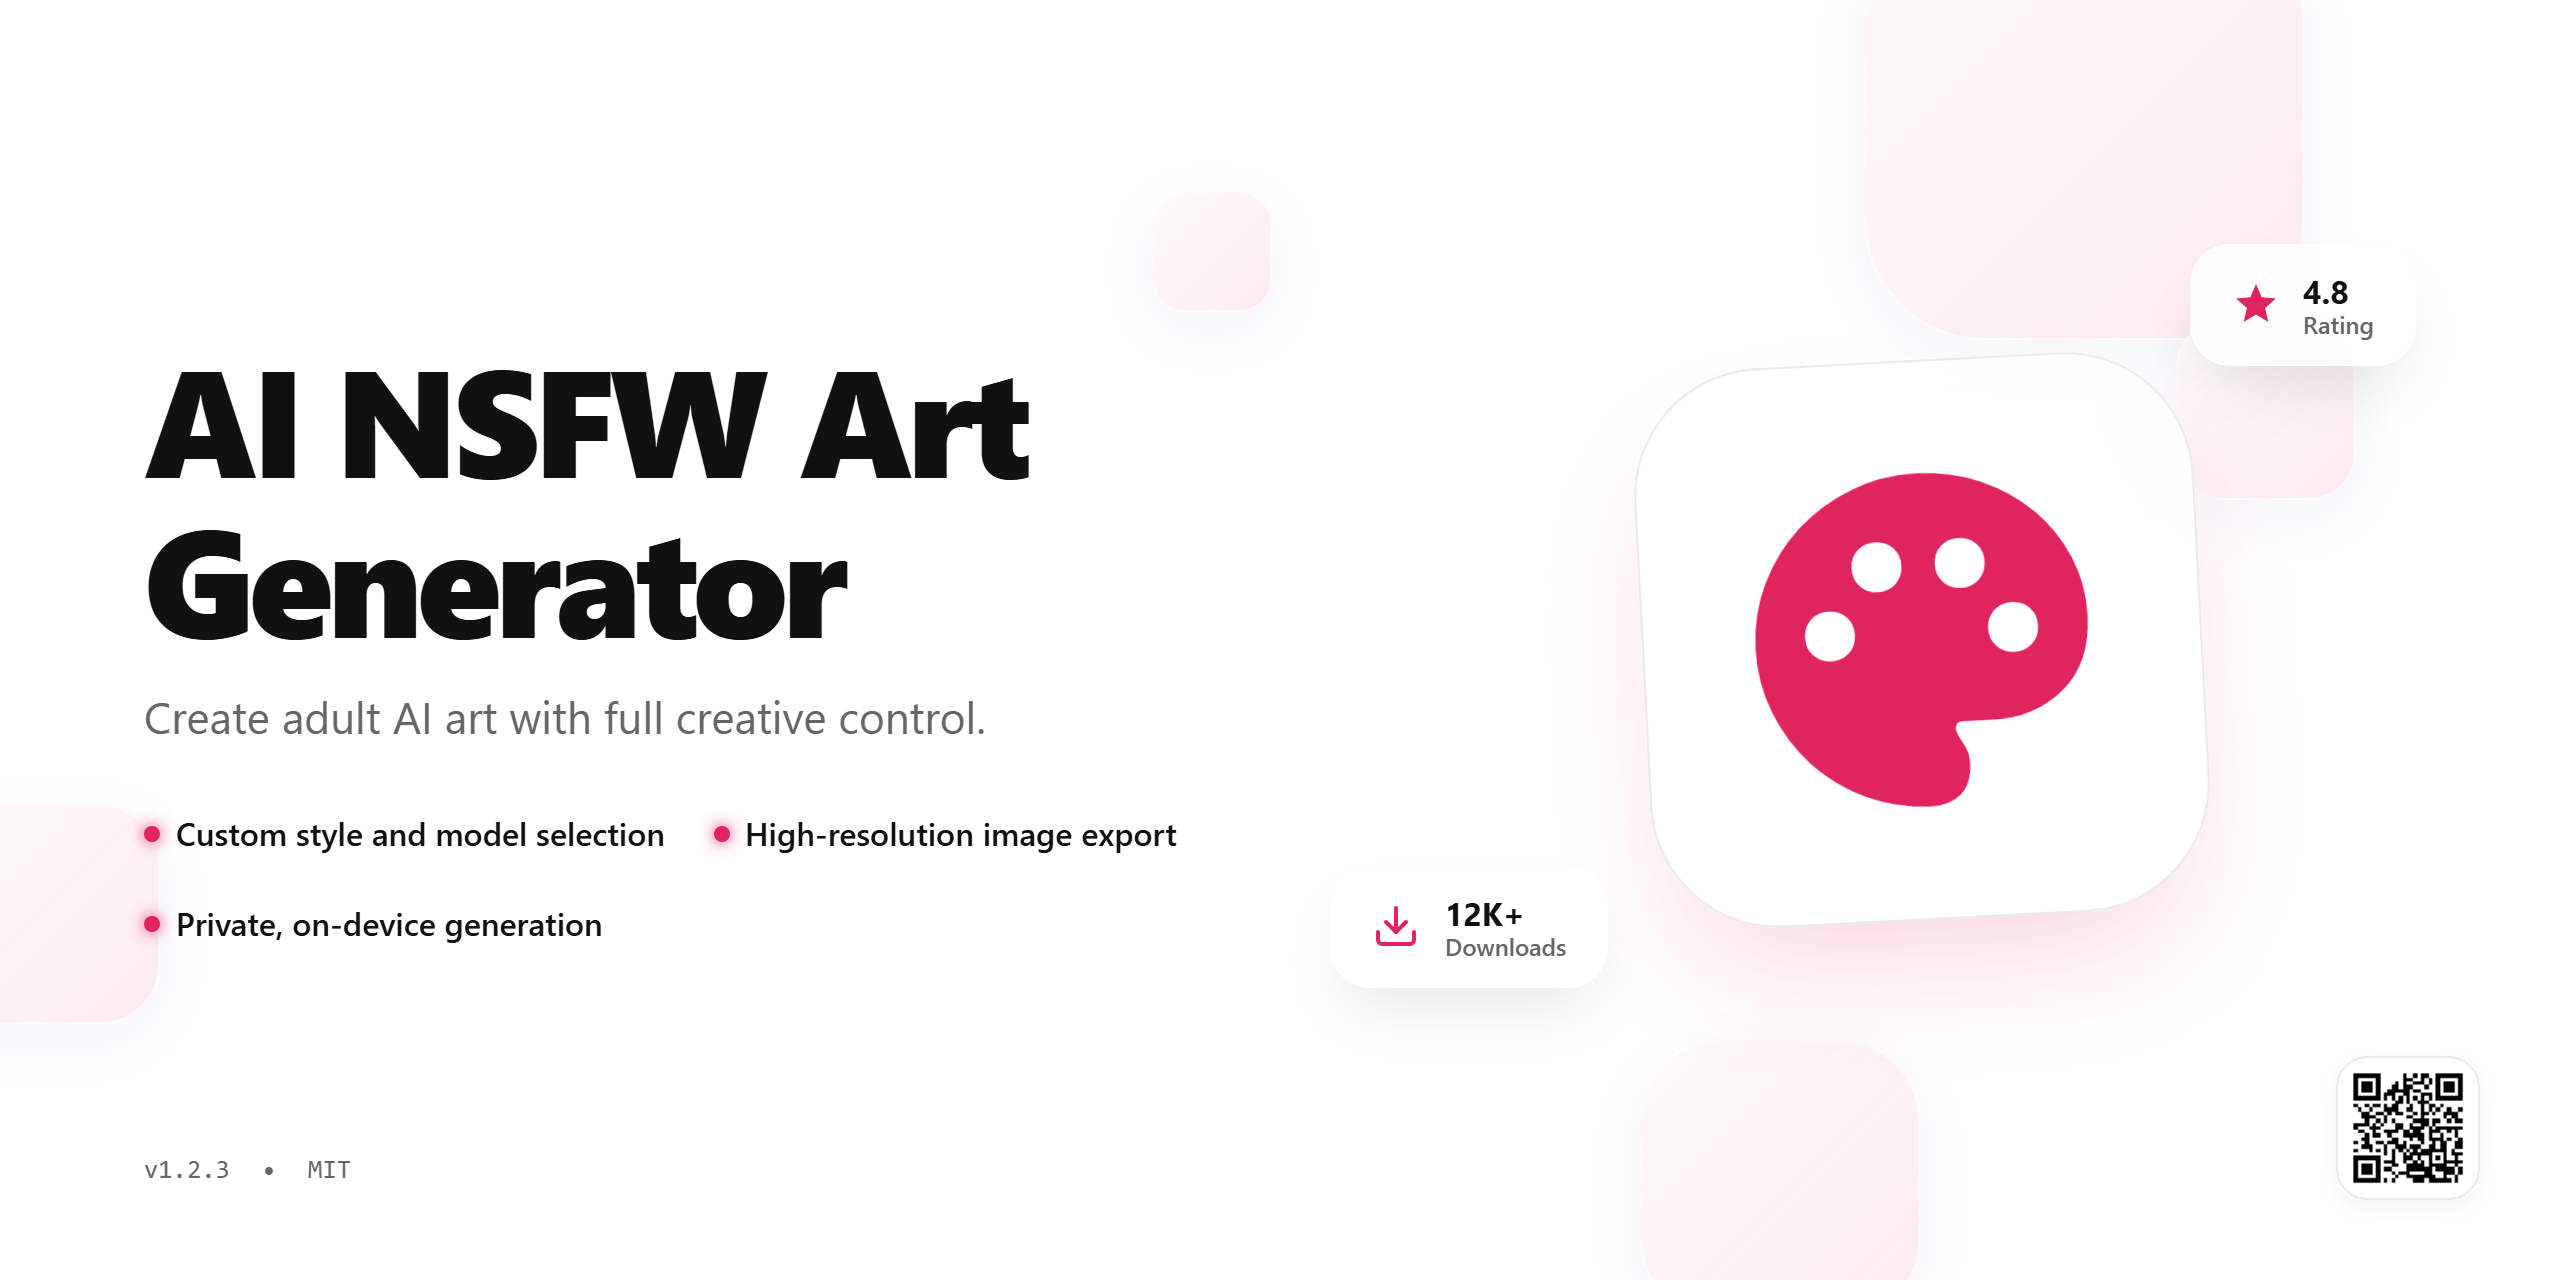 AI NSFW Art
Generator
Create adult AI art with full creative control.
Custom style and model selection
High-resolution image export
Private, on-device generation
v1.2.3 • MIT
4.8
Rating
12K+
Downloads